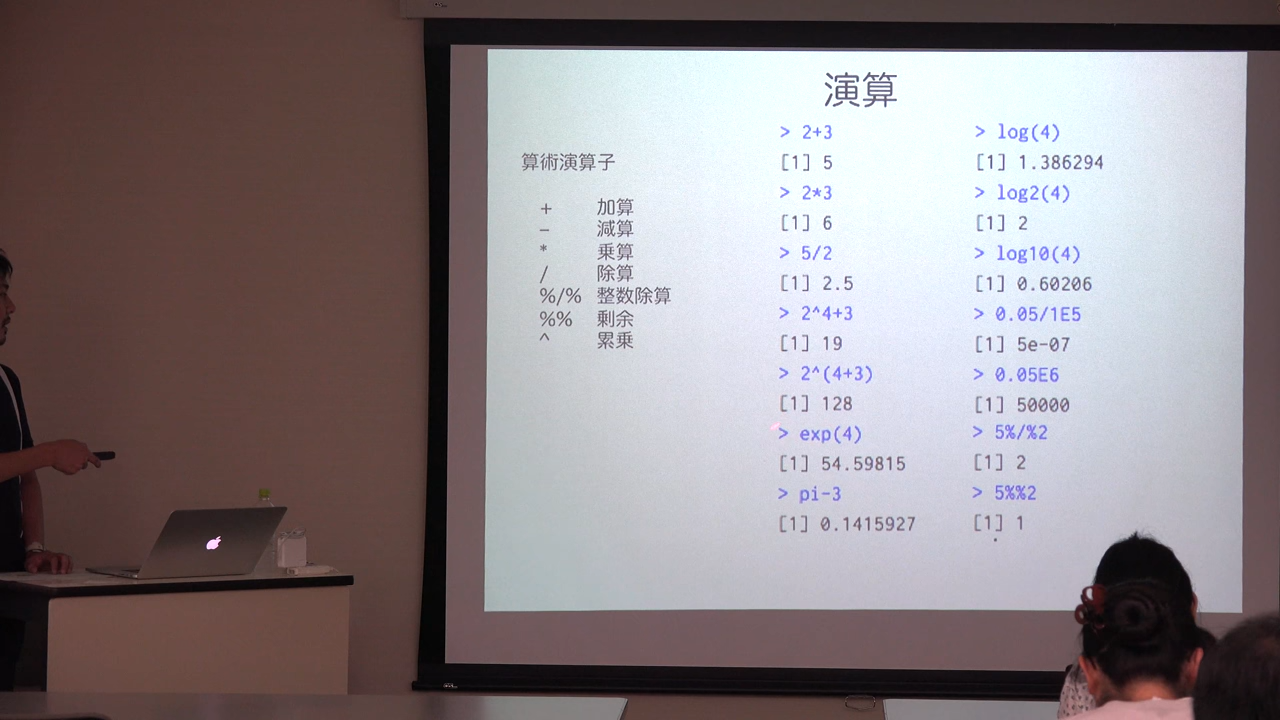 演算
算術演算子
+ 加算
− 減算
* 乗算
/ 除算
%/% 整数除算
%% 剰余
^ 累乗
> 2+3
[1] 5
> 2*3
[1] 6
> 5/2
[1] 2.5
> 2^4+3
[1] 19
> 2^(4+3)
[1] 128
> exp(4)
[1] 54.59815
> pi-3
[1] 0.1415927
> log(4)
[1] 1.386294
> log2(4)
[1] 2
> log10(4)
[1] 0.60206
> 0.05/1E5
[1] 5e-07
> 0.05E6
[1] 50000
> 5%/%2
[1] 2
> 5%%2
[1] 1